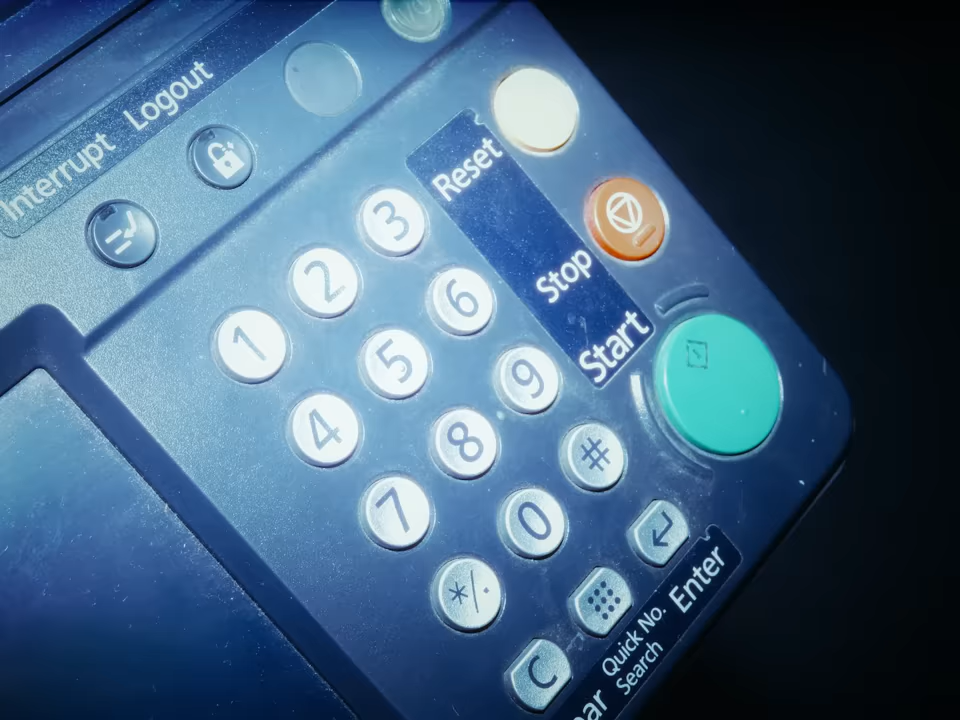 Interrupt Logout
Reset
Stop
Start
1 2 3
4 5 6
7 8 9
*/. 0 #
C
Quick No.
Search
Enter